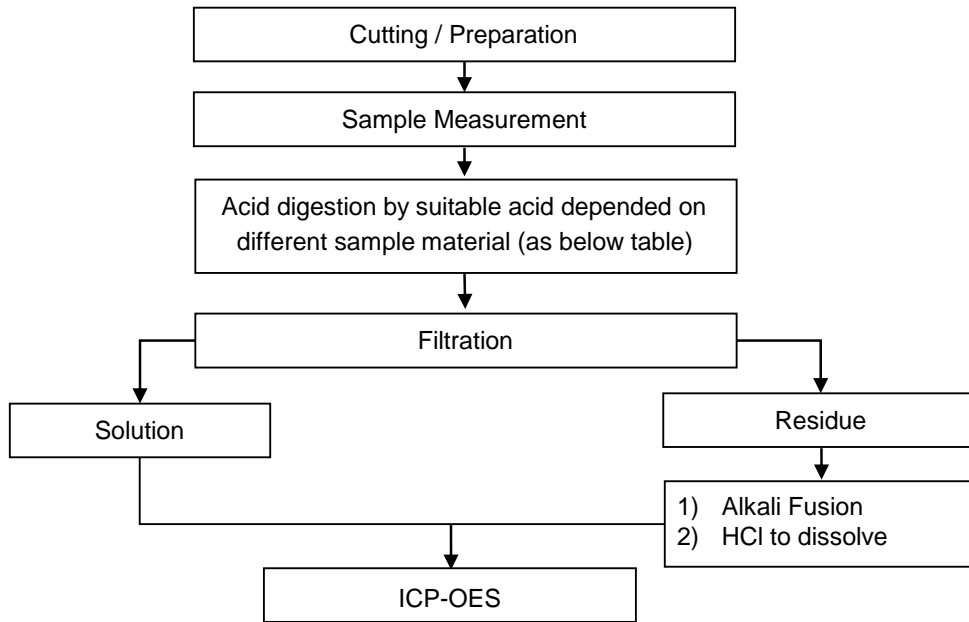 Cutting / Preparation
Sample Measurement
Acid digestion by suitable acid depended on
different sample material (as below table)
Filtration
Solution
Residue
1) Alkali Fusion
2) HCl to dissolve
ICP-OES